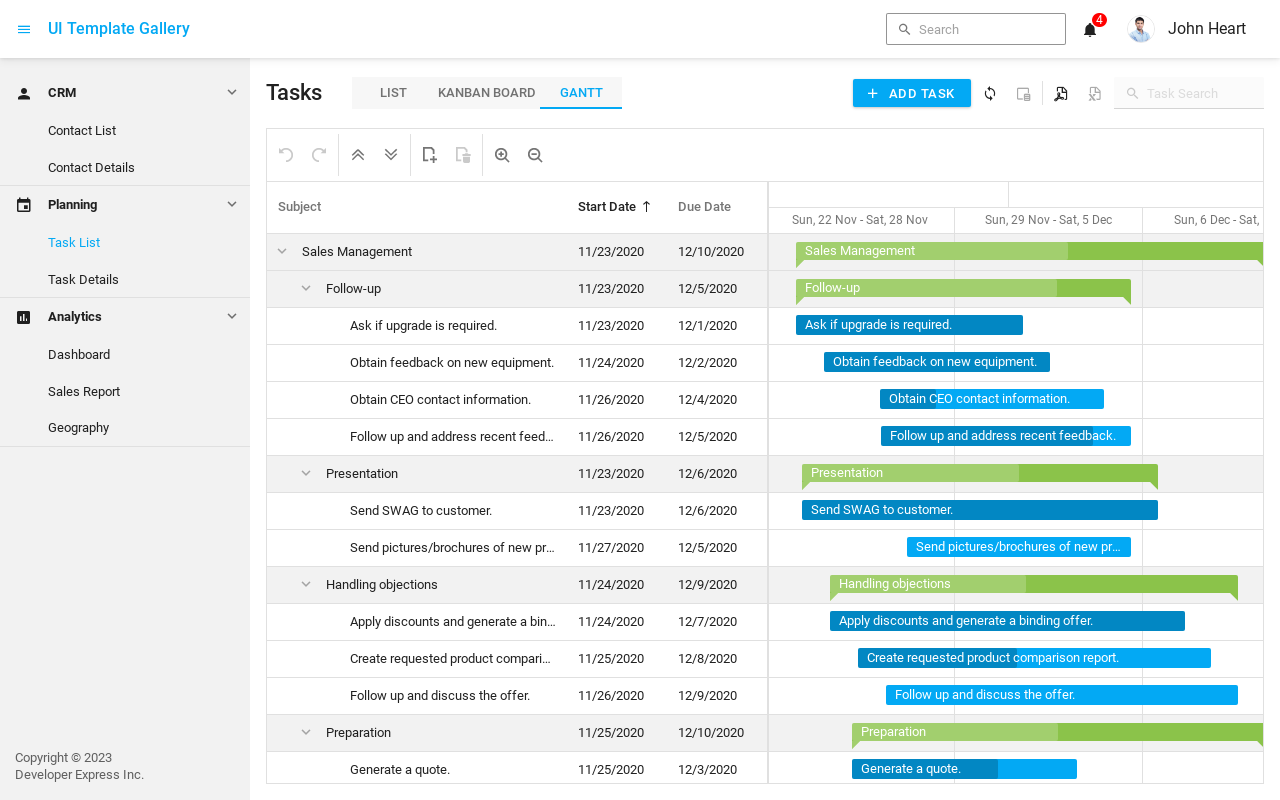 UI Template Gallery
Search
4
John Heart
CRM
Contact List
Contact Details
Planning
Task List
Task Details
Analytics
Dashboard
Sales Report
Geography
Copyright © 2023
Developer Express Inc.
Tasks
LIST
KANBAN BOARD
GANTT
ADD TASK
Task Search
Subject
Start Date
Due Date
Sun, 22 Nov - Sat, 28 Nov
Sun, 29 Nov - Sat, 5 Dec
Sun, 6 Dec - Sat,
Sales Management 11/23/2020 12/10/2020 Sales Management
Follow-up 11/23/2020 12/5/2020 Follow-up
Ask if upgrade is required. 11/23/2020 12/1/2020 Ask if upgrade is required.
Obtain feedback on new equipment. 11/24/2020 12/2/2020 Obtain feedback on new equipment.
Obtain CEO contact information. 11/26/2020 12/4/2020 Obtain CEO contact information.
Follow up and address recent feed... 11/26/2020 12/5/2020 Follow up and address recent feedback.
Presentation 11/23/2020 12/6/2020 Presentation
Send SWAG to customer. 11/23/2020 12/6/2020 Send SWAG to customer.
Send pictures/brochures of new pr... 11/27/2020 12/5/2020 Send pictures/brochures of new pr...
Handling objections 11/24/2020 12/9/2020 Handling objections
Apply discounts and generate a bin... 11/24/2020 12/7/2020 Apply discounts and generate a binding offer.
Create requested product compari... 11/25/2020 12/8/2020 Create requested product comparison report.
Follow up and discuss the offer. 11/26/2020 12/9/2020 Follow up and discuss the offer.
Preparation 11/25/2020 12/10/2020 Preparation
Generate a quote. 11/25/2020 12/3/2020 Generate a quote.